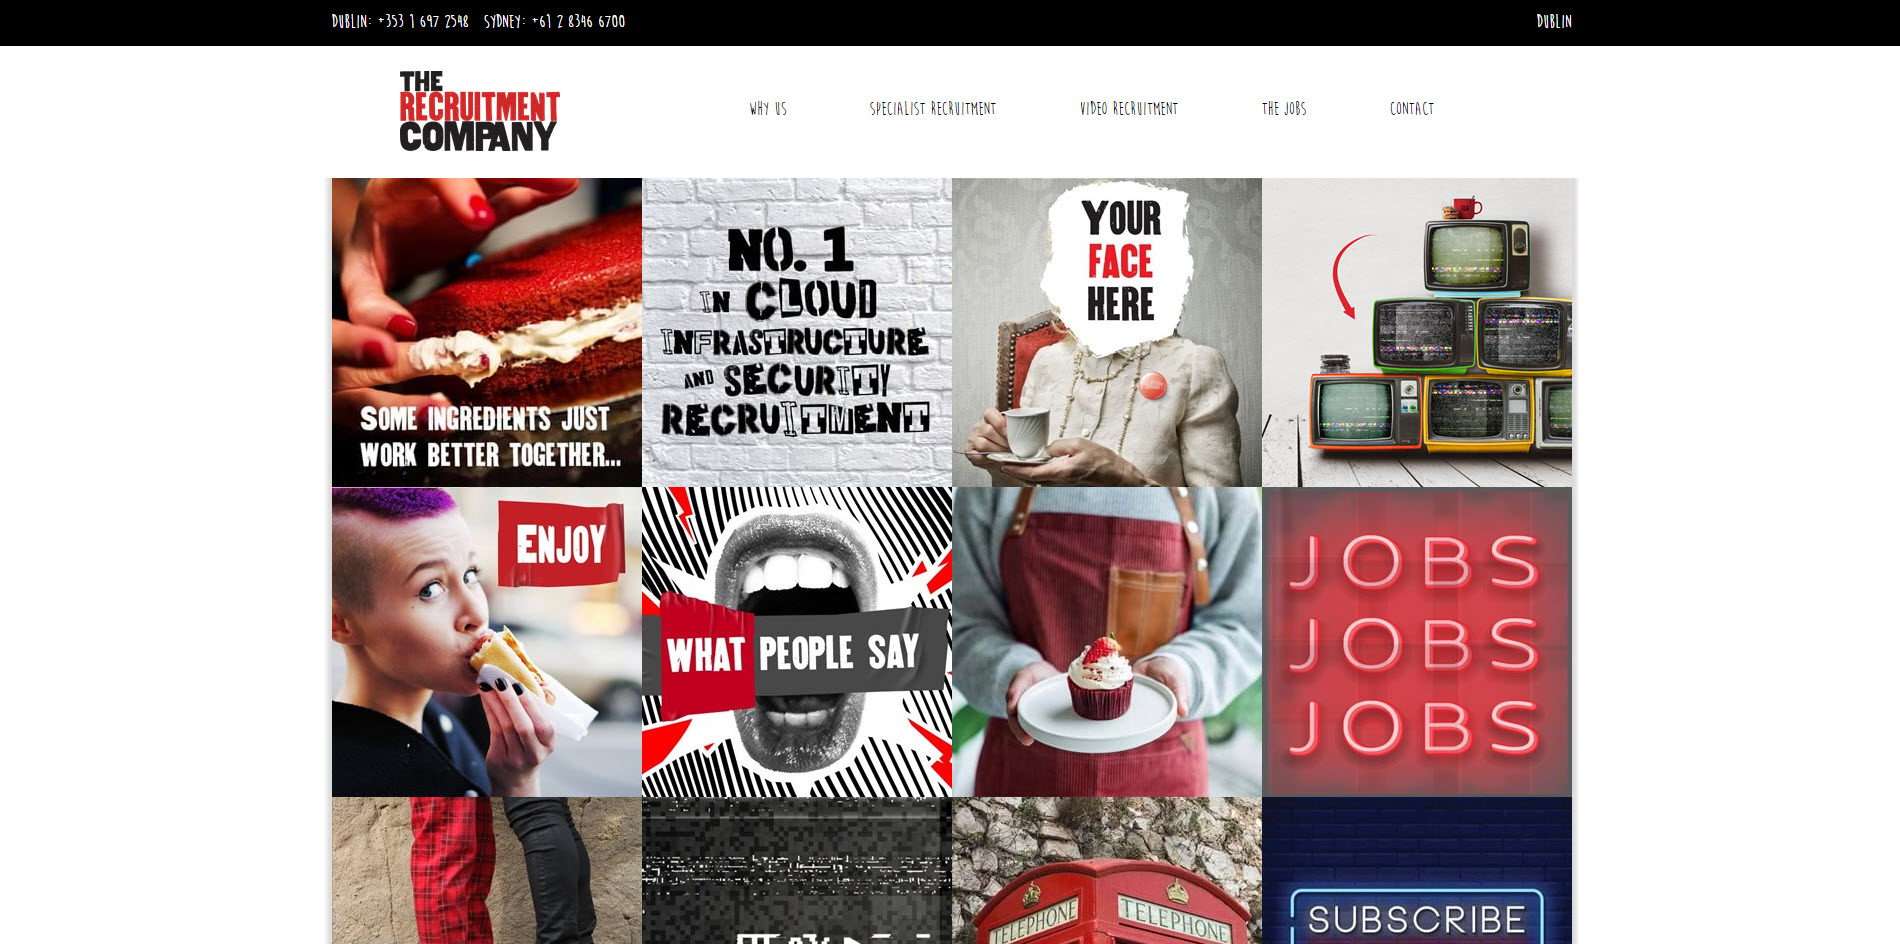 DUBLIN: +353 1 697 2548 SYDNEY: +61 2 8346 6700
DUBLIN
THE
RECRUITMENT
COMPANY
WHY US
SPECIALIST RECRUITMENT
VIDEO RECRUITMENT
THE JOBS
CONTACT
SOME INGREDIENTS JUST
WORK BETTER TOGETHER...
NO. 1
IN CLOUD
INFRASTRUCTURE
AND SECURITY
RECRUITMENT
YOUR
FACE
HERE
ENJOY
WHAT PEOPLE SAY
JOBS
JOBS
JOBS
TELEPHONE
TELEPHONE
SUBSCRIBE